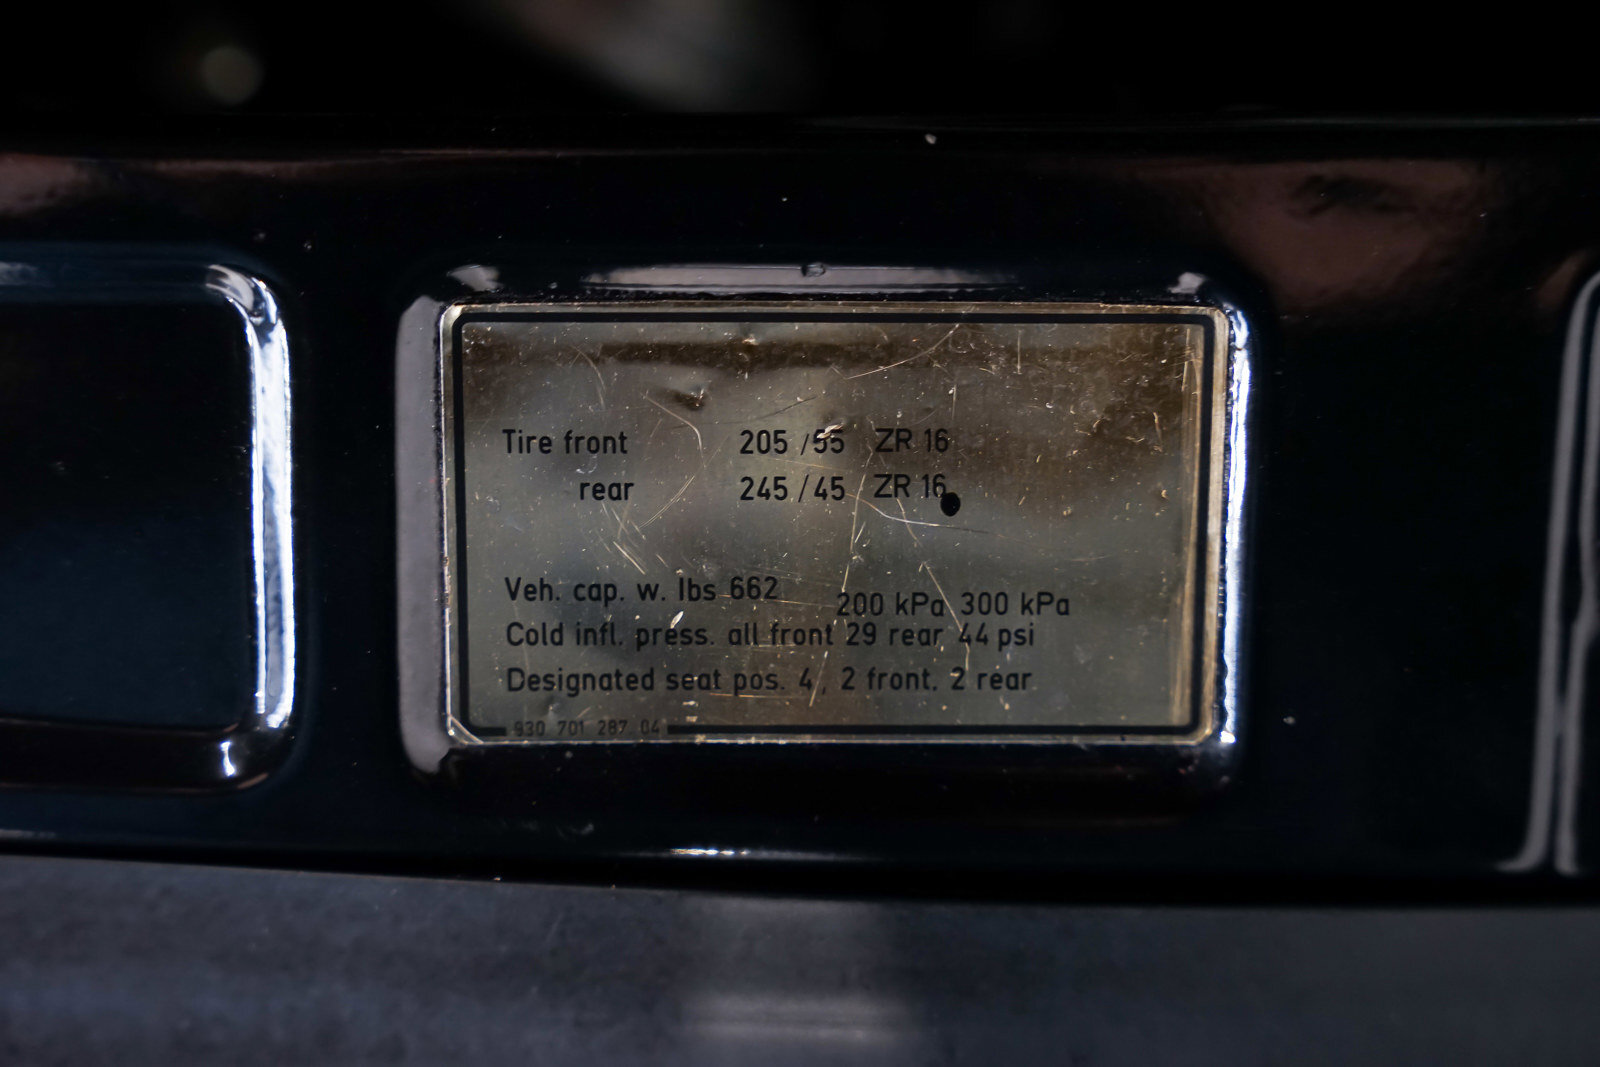 Tire front 205 /55 ZR 16
rear 245 /45 ZR 16
Veh. cap. w. lbs 662
200 kPa 300 kPa
Cold infl. press. all front 29 rear 44 psi
Designated seat pos. 4, 2 front, 2 rear
930 701 287 04